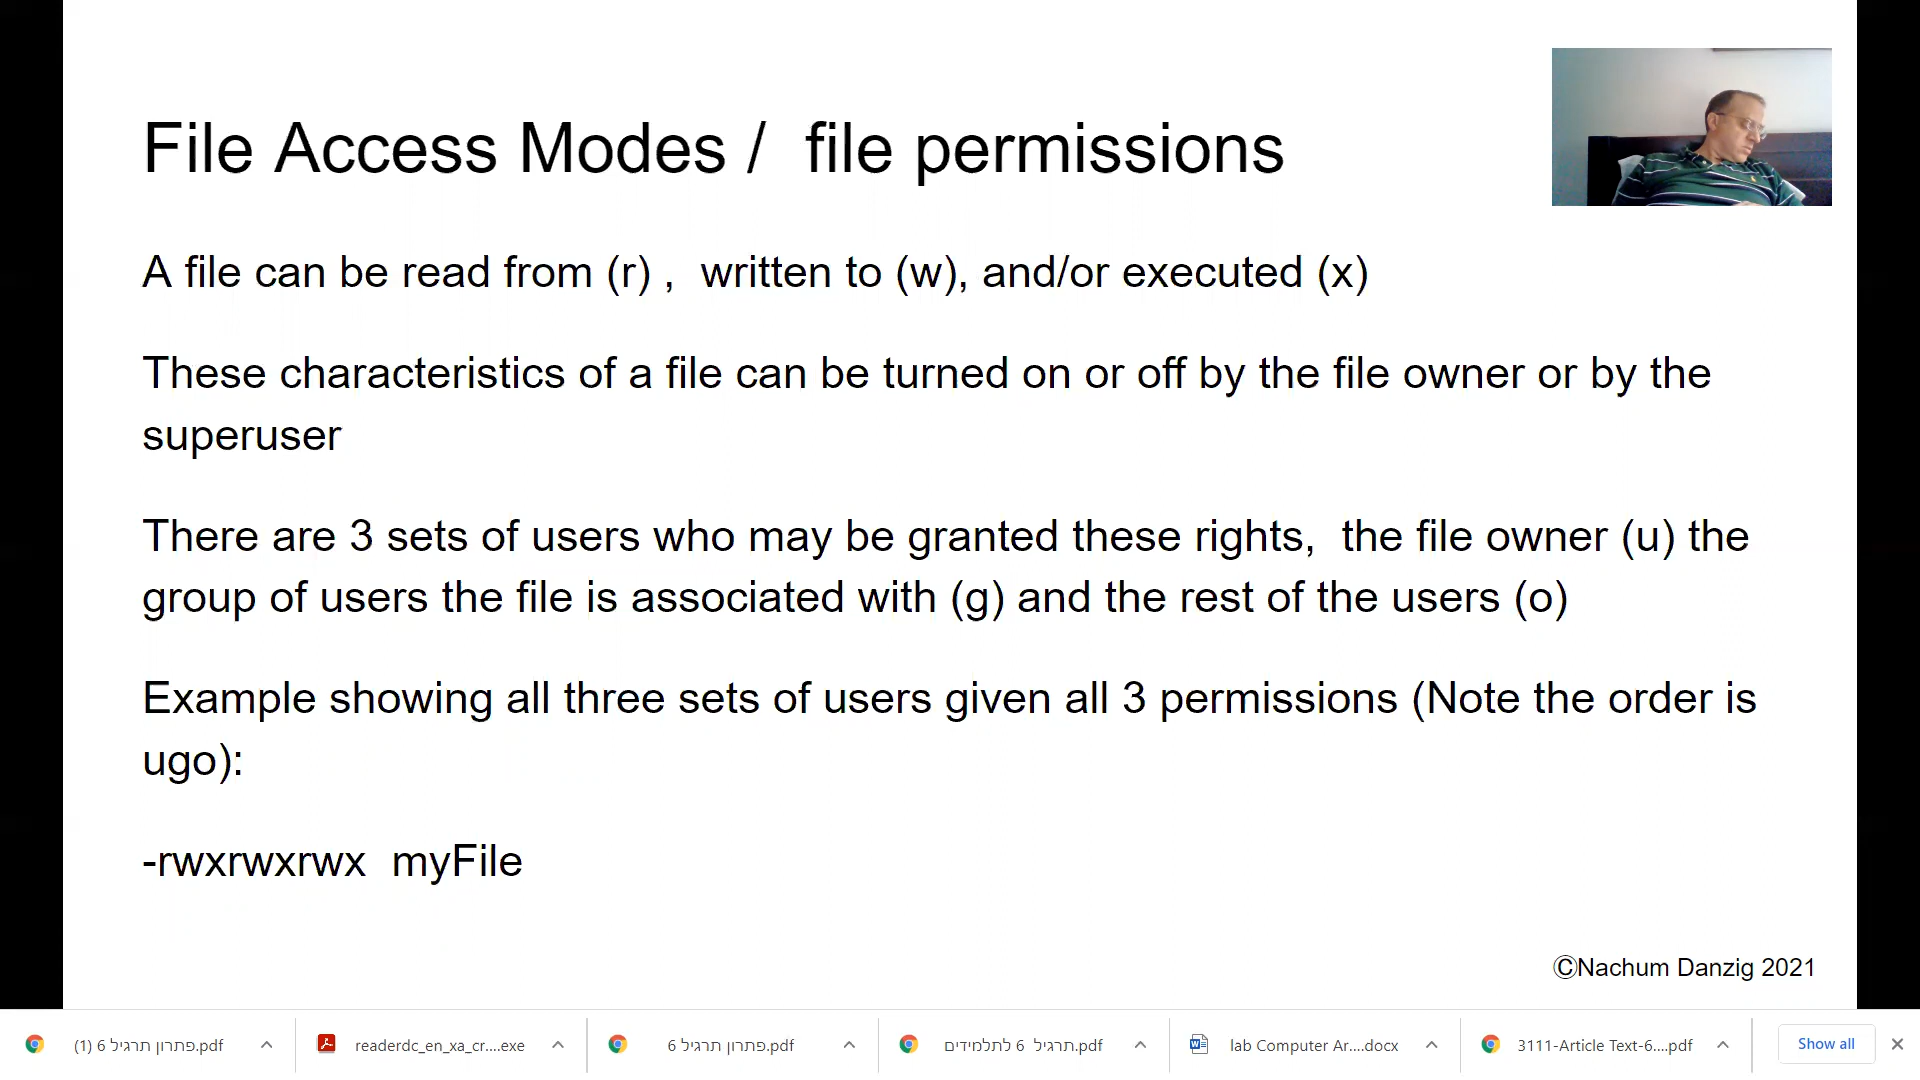 File Access Modes /  file permissions
A file can be read from (r) ,  written to (w), and/or executed (x)
These characteristics of a file can be turned on or off by the file owner or by the
superuser
There are 3 sets of users who may be granted these rights,  the file owner (u) the
group of users the file is associated with (g) and the rest of the users (o)
Example showing all three sets of users given all 3 permissions (Note the order is
ugo):
-rwxrwxrwx  myFile
ⒸNachum Danzig 2021
פתרון תרגיל 6 (1).pdf
readerdc_en_xa_cr....exe
פתרון תרגיל 6.pdf
תרגיל  6 לתלמידים.pdf
lab Computer Ar....docx
3111-Article Text-6....pdf
Show all